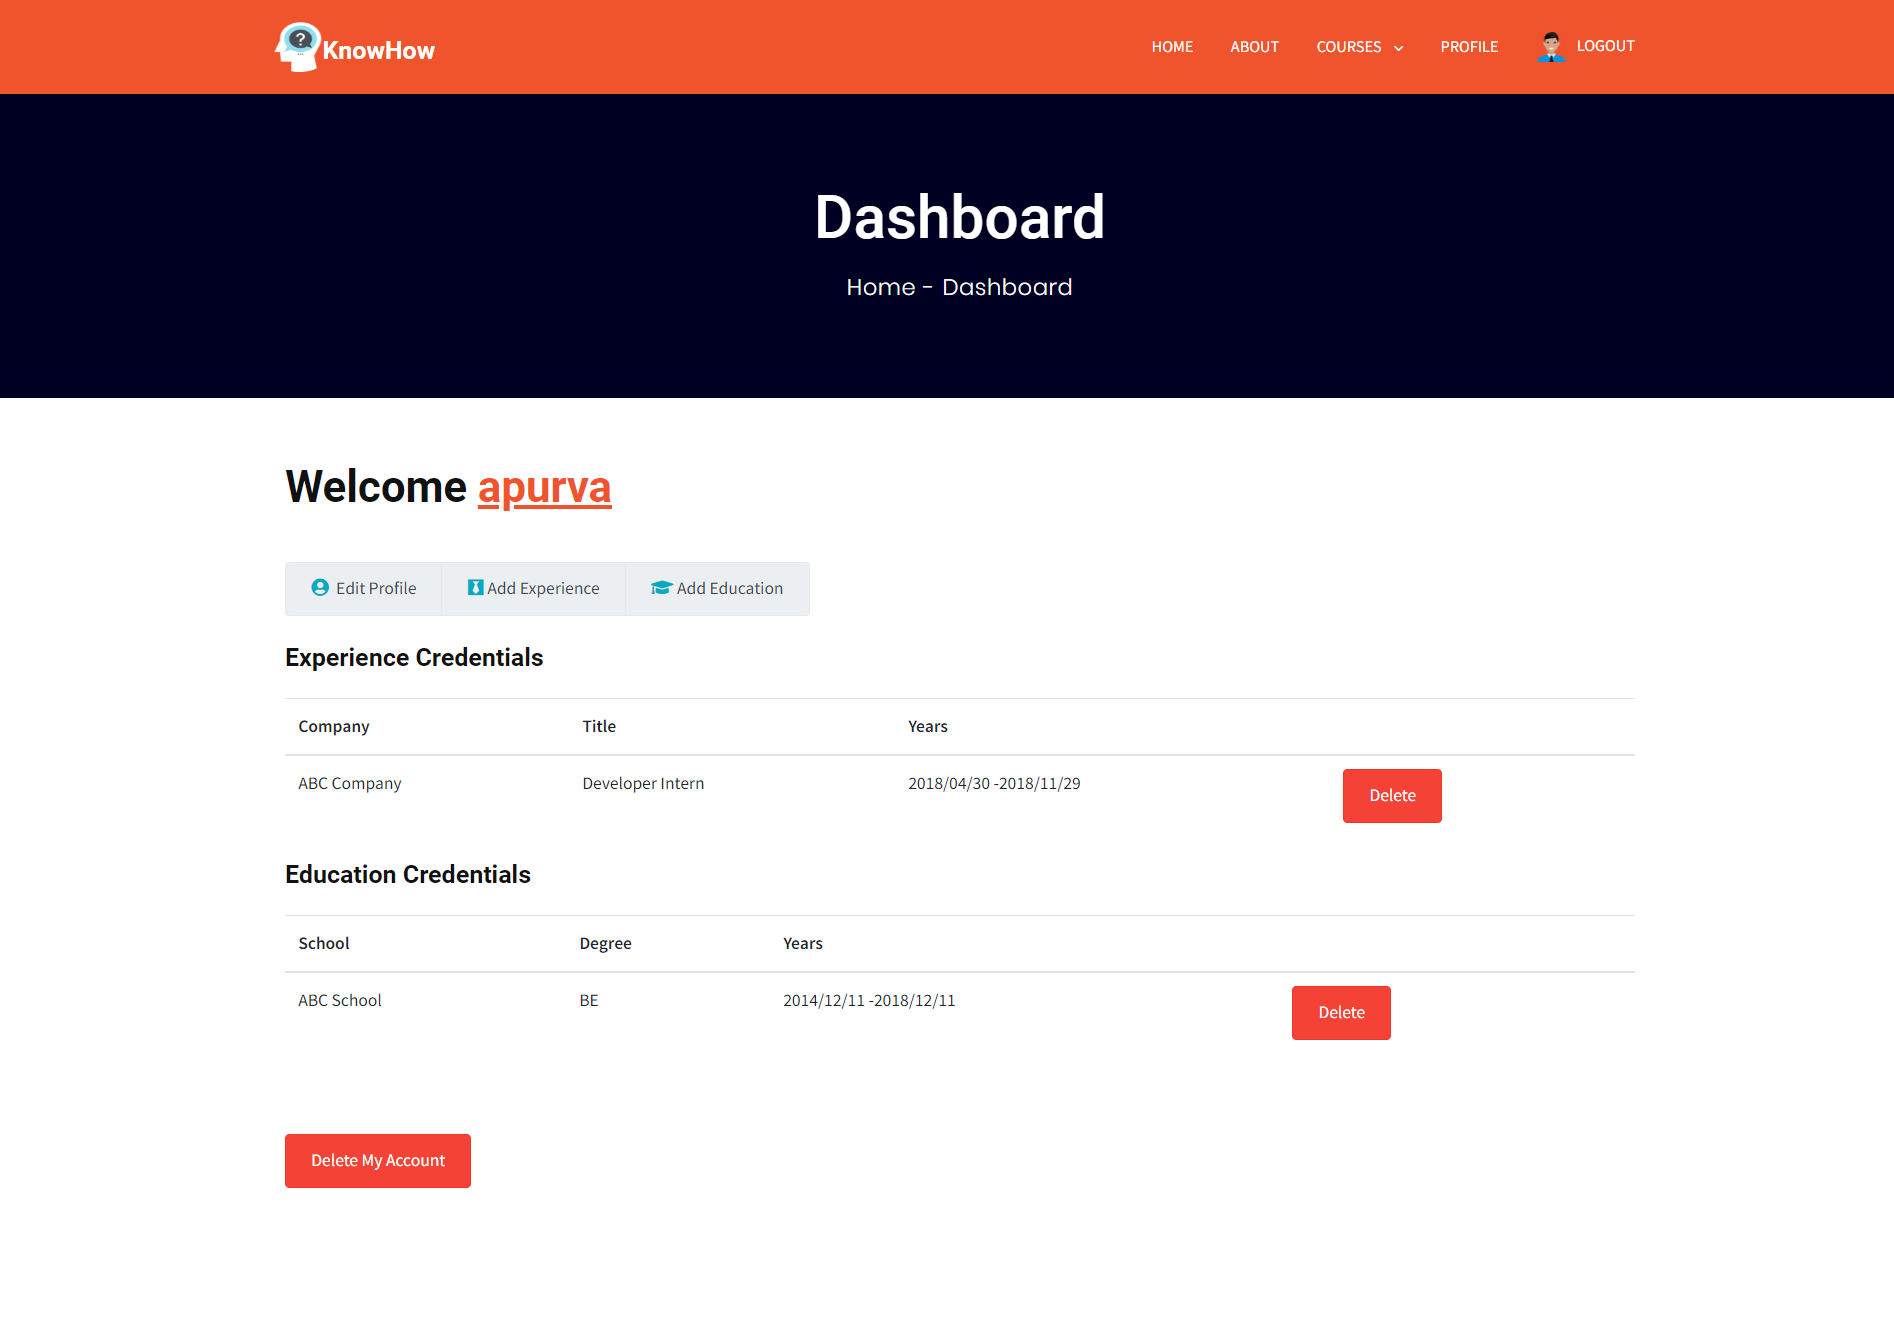 KnowHow
HOME ABOUT COURSES PROFILE LOGOUT
Dashboard
Home - Dashboard
Welcome apurva
Edit Profile Add Experience Add Education
Experience Credentials
Company Title Years
ABC Company Developer Intern 2018/04/30 -2018/11/29 Delete
Education Credentials
School Degree Years
ABC School BE 2014/12/11 -2018/12/11 Delete
Delete My Account